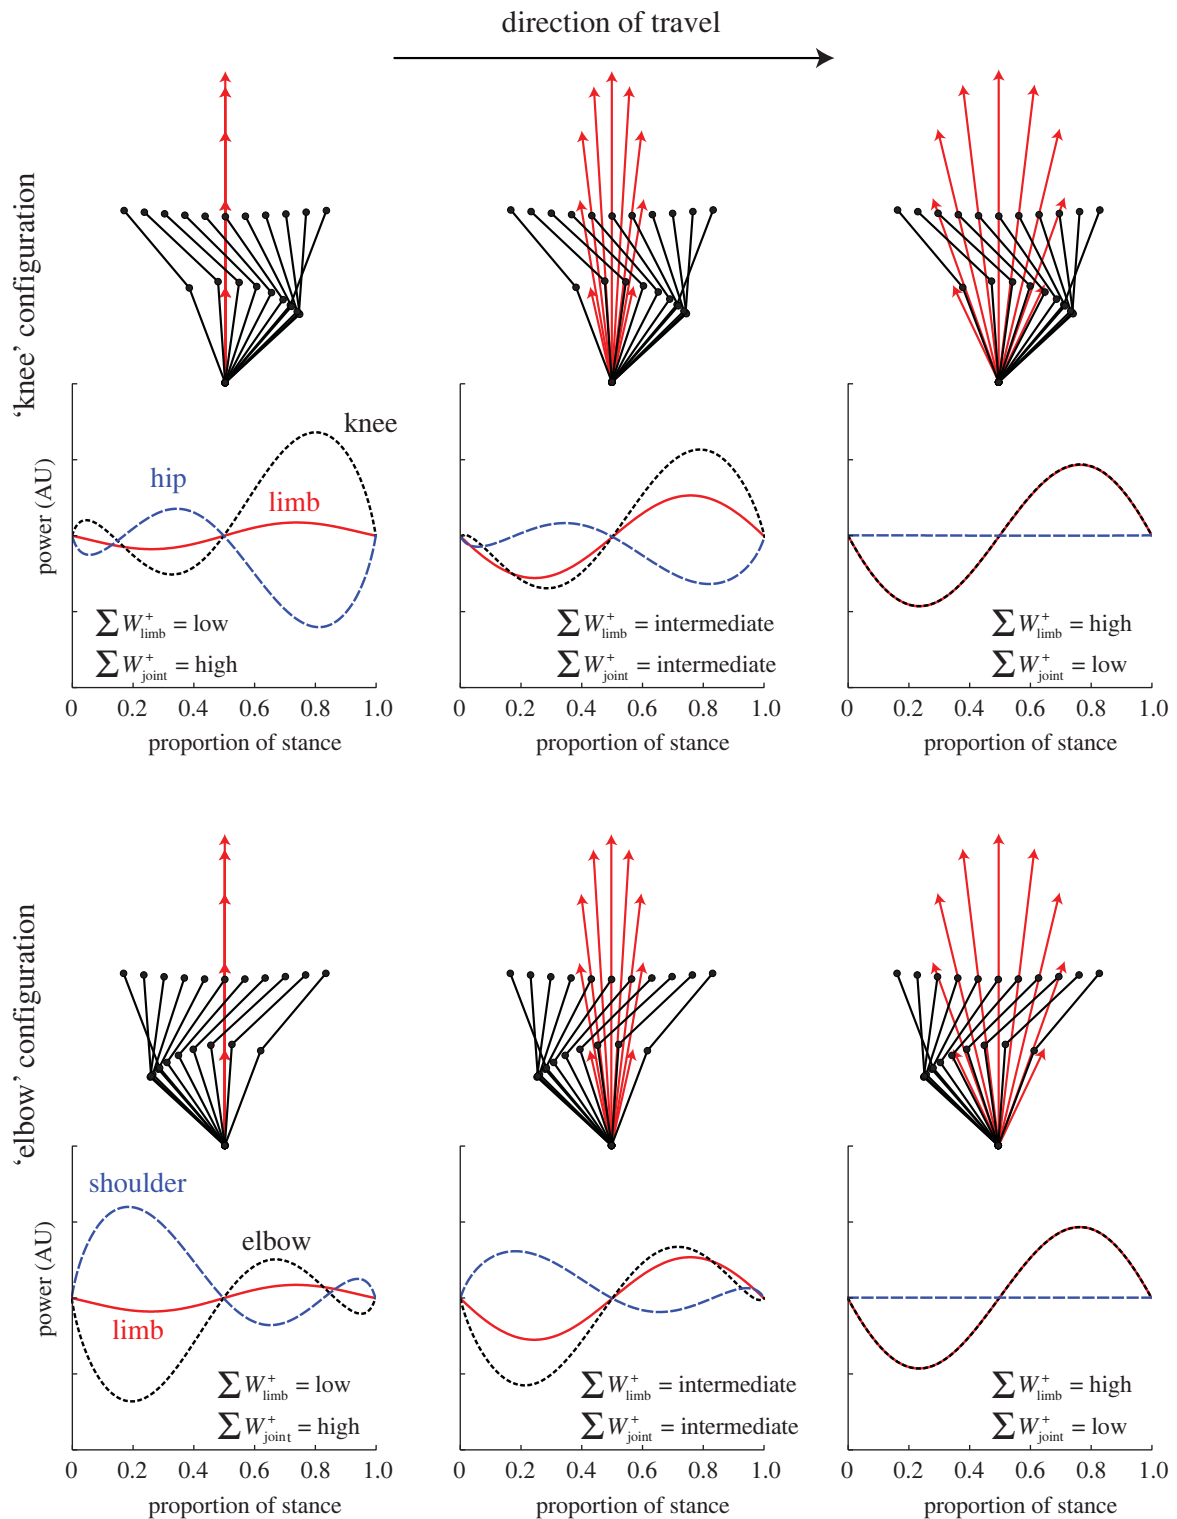 direction of travel
‘knee’ configuration
power (AU)
knee
hip
limb
∑W⁺limb = low
∑W⁺joint = high
∑W⁺limb = intermediate
∑W⁺joint = intermediate
∑W⁺limb = high
∑W⁺joint = low
0 0.2 0.4 0.6 0.8 1.0
0 0.2 0.4 0.6 0.8 1.0
0 0.2 0.4 0.6 0.8 1.0
proportion of stance
proportion of stance
proportion of stance
‘elbow’ configuration
power (AU)
shoulder
elbow
limb
∑W⁺limb = low
∑W⁺joint = high
∑W⁺limb = intermediate
∑W⁺joint = intermediate
∑W⁺limb = high
∑W⁺joint = low
0 0.2 0.4 0.6 0.8 1.0
0 0.2 0.4 0.6 0.8 1.0
0 0.2 0.4 0.6 0.8 1.0
proportion of stance
proportion of stance
proportion of stance